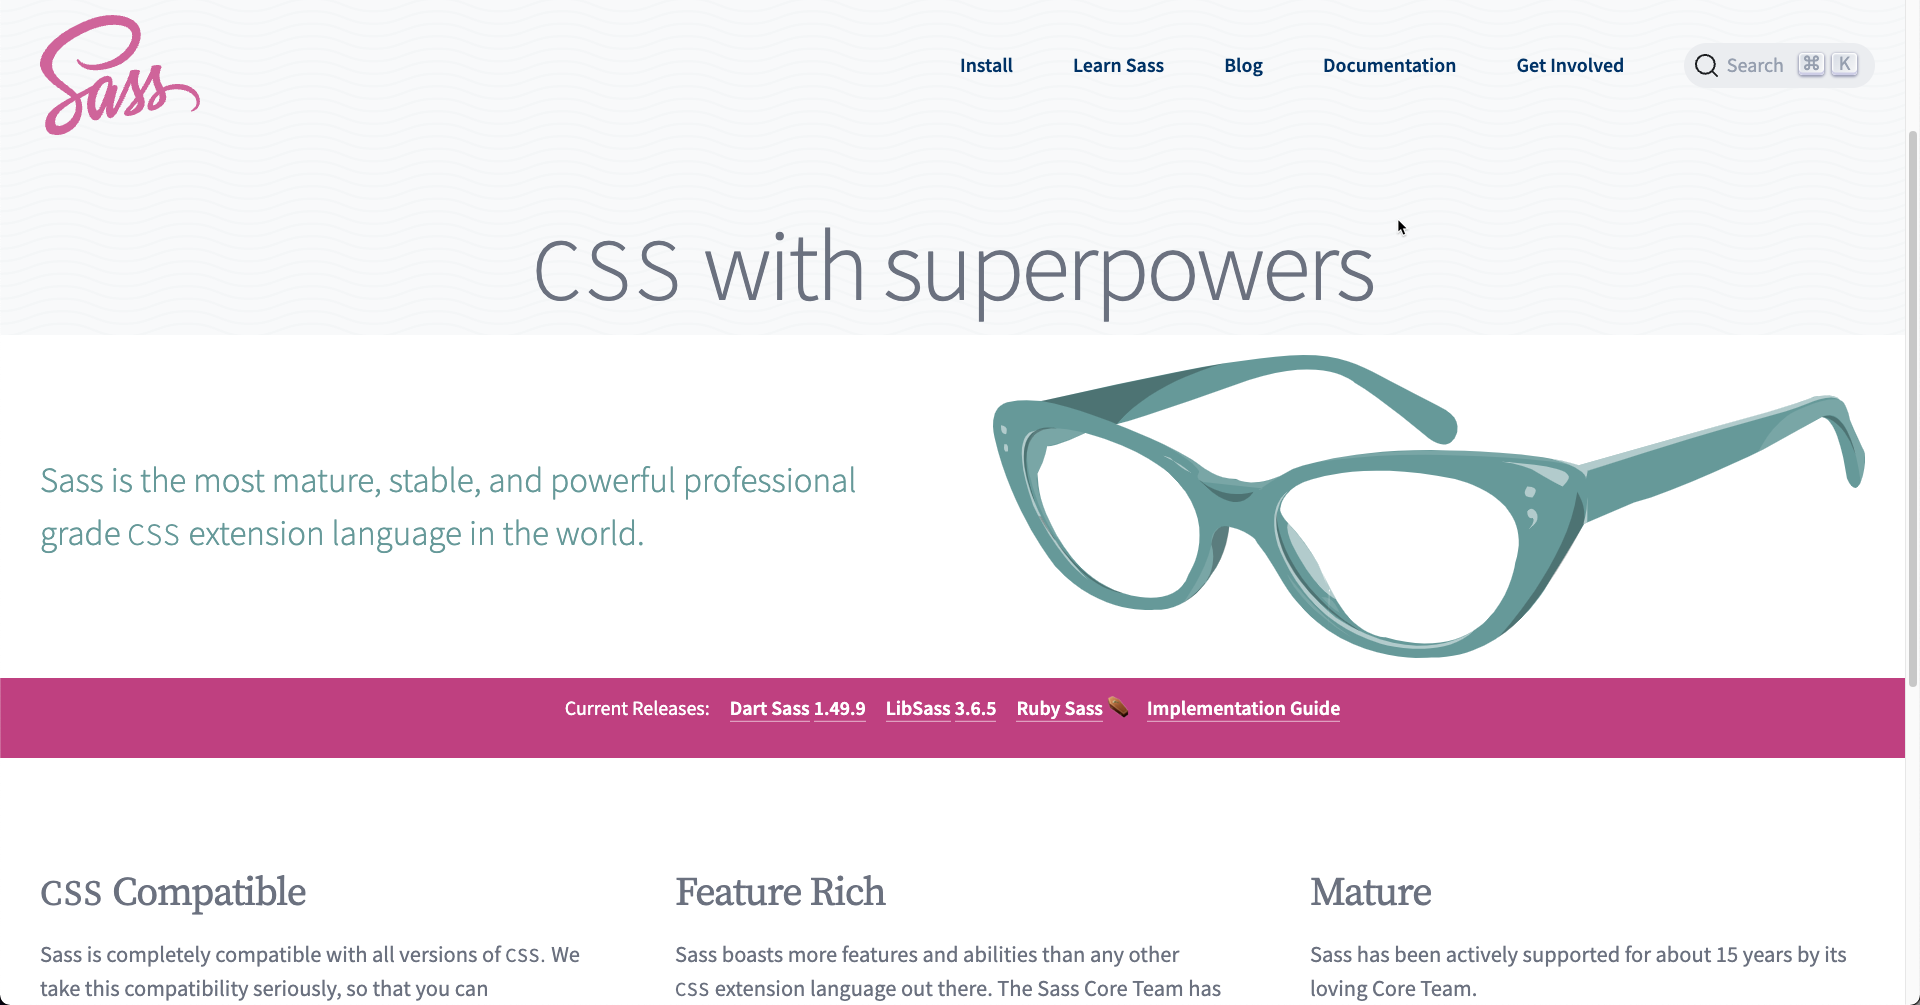 Sass
Install
Learn Sass
Blog
Documentation
Get Involved
Search ⌘ K
CSS with superpowers
Sass is the most mature, stable, and powerful professional
grade CSS extension language in the world.
Current Releases: Dart Sass 1.49.9 LibSass 3.6.5 Ruby Sass ⚰️ Implementation Guide
CSS Compatible
Sass is completely compatible with all versions of CSS. We
take this compatibility seriously, so that you can
Feature Rich
Sass boasts more features and abilities than any other
CSS extension language out there. The Sass Core Team has
Mature
Sass has been actively supported for about 15 years by its
loving Core Team.